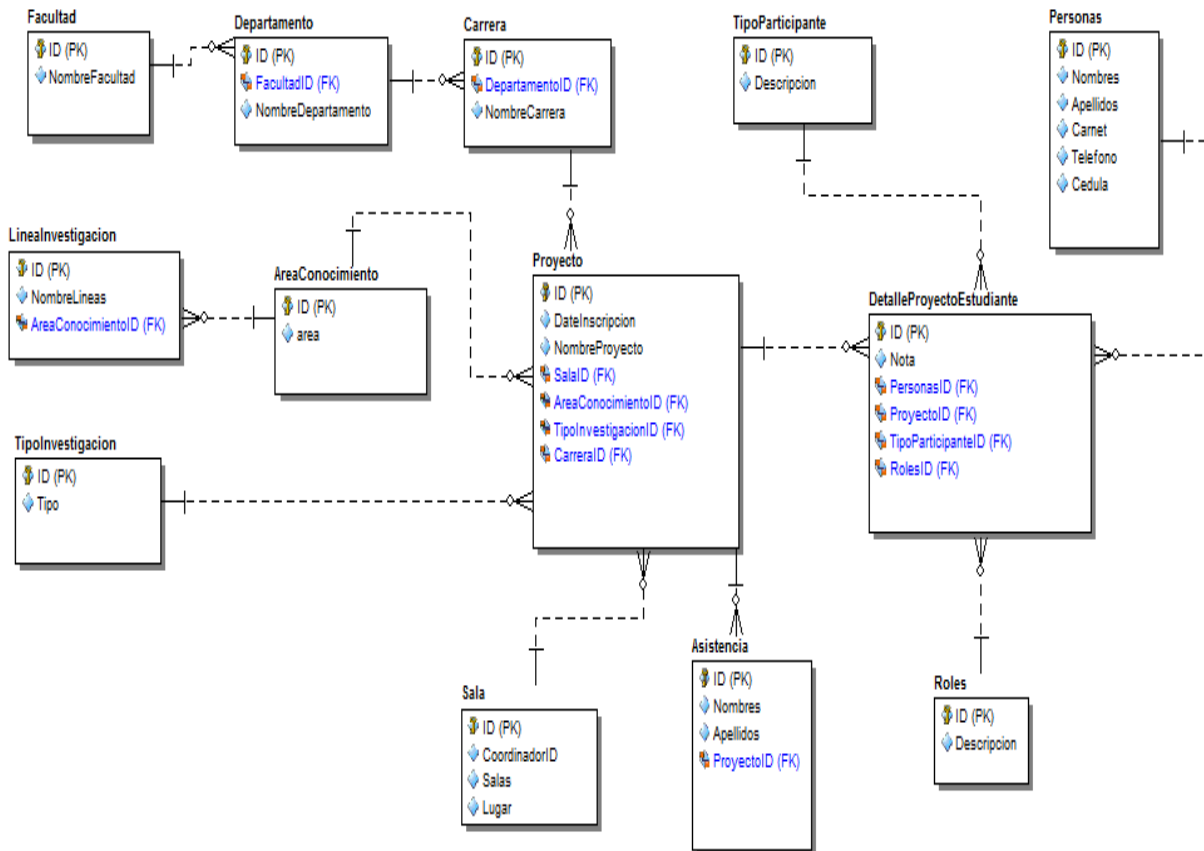 Facultad
ID (PK)
NombreFacultad
Departamento
ID (PK)
FacultadID (FK)
NombreDepartamento
Carrera
ID (PK)
DepartamentoID (FK)
NombreCarrera
TipoParticipante
ID (PK)
Descripcion
Personas
ID (PK)
Nombres
Apellidos
Carnet
Telefono
Cedula
LineaInvestigacion
ID (PK)
NombreLineas
AreaConocimientoID (FK)
AreaConocimiento
ID (PK)
area
Proyecto
ID (PK)
DateInscripcion
NombreProyecto
SalaID (FK)
AreaConocimientoID (FK)
TipoInvestigacionID (FK)
CarreraID (FK)
DetalleProyectoEstudiante
ID (PK)
Nota
PersonasID (FK)
ProyectoID (FK)
TipoParticipanteID (FK)
RolesID (FK)
TipoInvestigacion
ID (PK)
Tipo
Sala
ID (PK)
CoordinadorID
Salas
Lugar
Asistencia
ID (PK)
Nombres
Apellidos
ProyectoID (FK)
Roles
ID (PK)
Descripcion